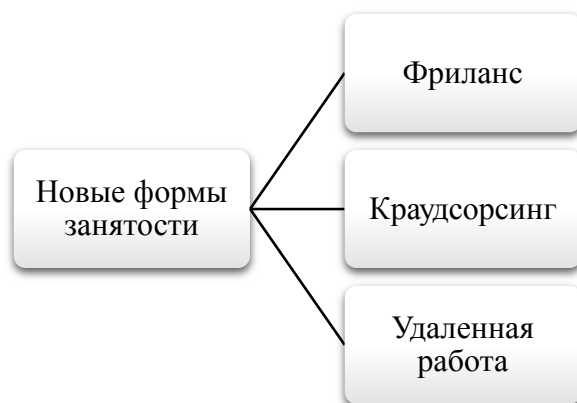 Новые формы
занятости
Фриланс
Краудсорсинг
Удаленная
работа